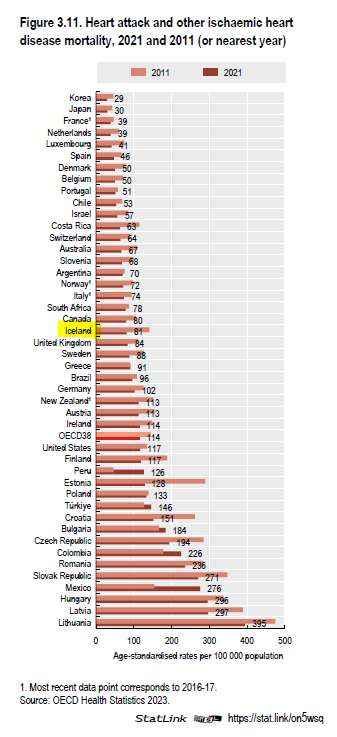 Figure 3.11. Heart attack and other ischaemic heart
disease mortality, 2021 and 2011 (or nearest year)
2011 2021
Korea 29
Japan 30
France¹ 39
Netherlands 39
Luxembourg 41
Spain 46
Denmark 50
Belgium 50
Portugal 51
Chile 53
Israel 57
Costa Rica 63
Switzerland 64
Australia 67
Slovenia 68
Argentina 70
Norway¹ 72
Italy¹ 74
South Africa 78
Canada 80
Iceland 81
United Kingdom 84
Sweden 88
Greece 91
Brazil 96
Germany 102
New Zealand¹ 113
Austria 113
Ireland 114
OECD38 114
United States 117
Finland 117
Peru 126
Estonia 128
Poland 133
Türkiye 146
Croatia 151
Bulgaria 184
Czech Republic 194
Colombia 226
Romania 236
Slovak Republic 271
Mexico 276
Hungary 296
Latvia 297
Lithuania 395
0 100 200 300 400 500
Age-standardised rates per 100 000 population
1. Most recent data point corresponds to 2016-17.
Source: OECD Health Statistics 2023.
StatLink https://stat.link/on5wsq